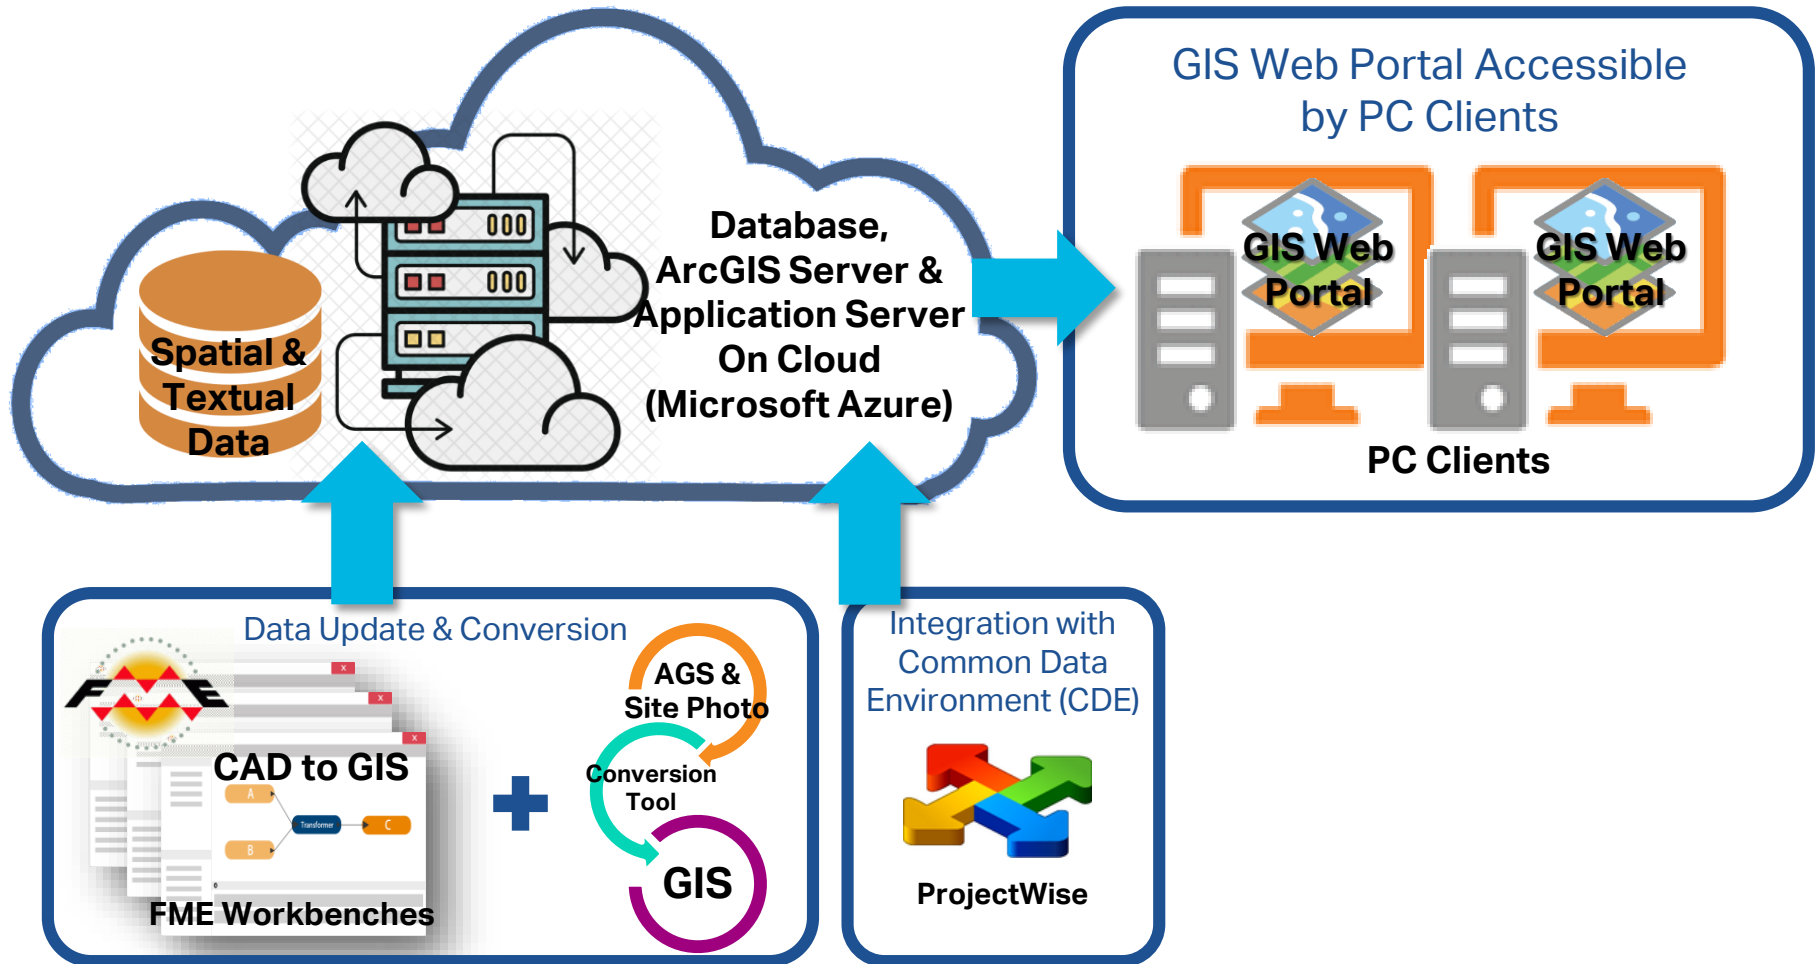 GIS Web Portal Accessible
by PC Clients
Database,
ArcGIS Server &
Application Server
On Cloud
(Microsoft Azure)
Spatial &
Textual
Data
GIS Web
Portal
GIS Web
Portal
PC Clients
Data Update & Conversion
FME
CAD to GIS
A
B
Transformer
C
FME Workbenches
AGS &
Site Photo
Conversion
Tool
GIS
Integration with
Common Data
Environment (CDE)
ProjectWise